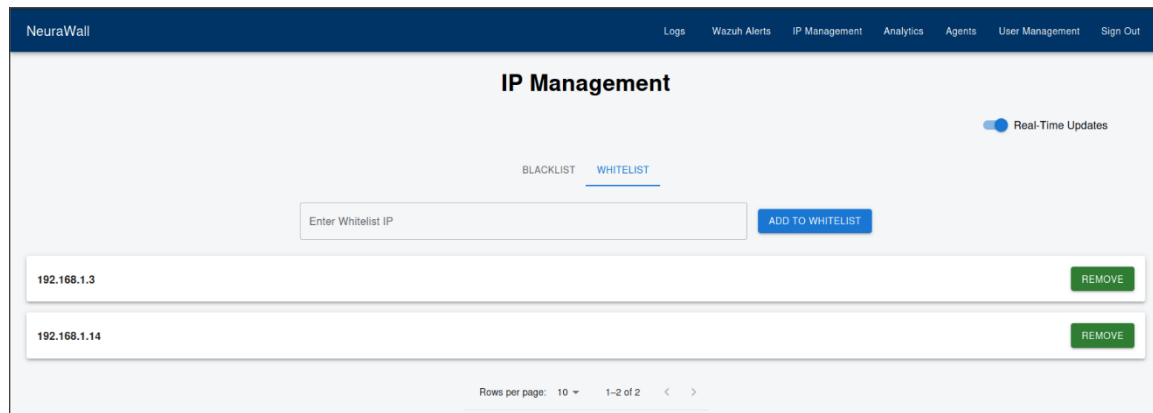 NeuraWall Logs Wazuh Alerts IP Management Analytics Agents User Management Sign Out
IP Management
Real-Time Updates
BLACKLIST WHITELIST
Enter Whitelist IP ADD TO WHITELIST
192.168.1.3 REMOVE
192.168.1.14 REMOVE
Rows per page: 10 1–2 of 2